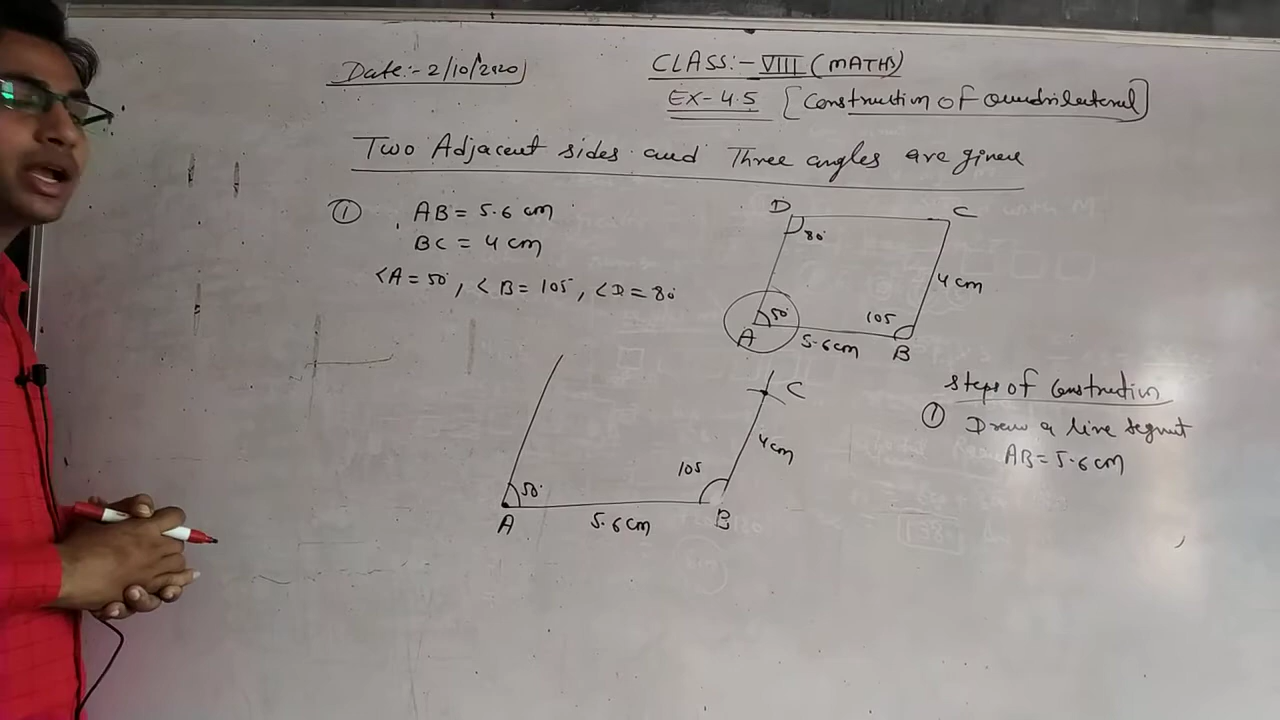 Date:- 2/10/2020
CLASS:- VIII (MATHS)
EX-4.5 [Construction of Quadrilateral]
Two Adjacent sides and Three angles are given
① AB = 5.6 cm
BC = 4 cm
<A = 50°, <B = 105°, <D = 80°
D C
80°
4 cm
50° 105
A 5.6 cm B
C
4 cm
50° 105
A 5.6 cm B
Steps of Construction
① Draw a line segment
AB = 5.6 cm